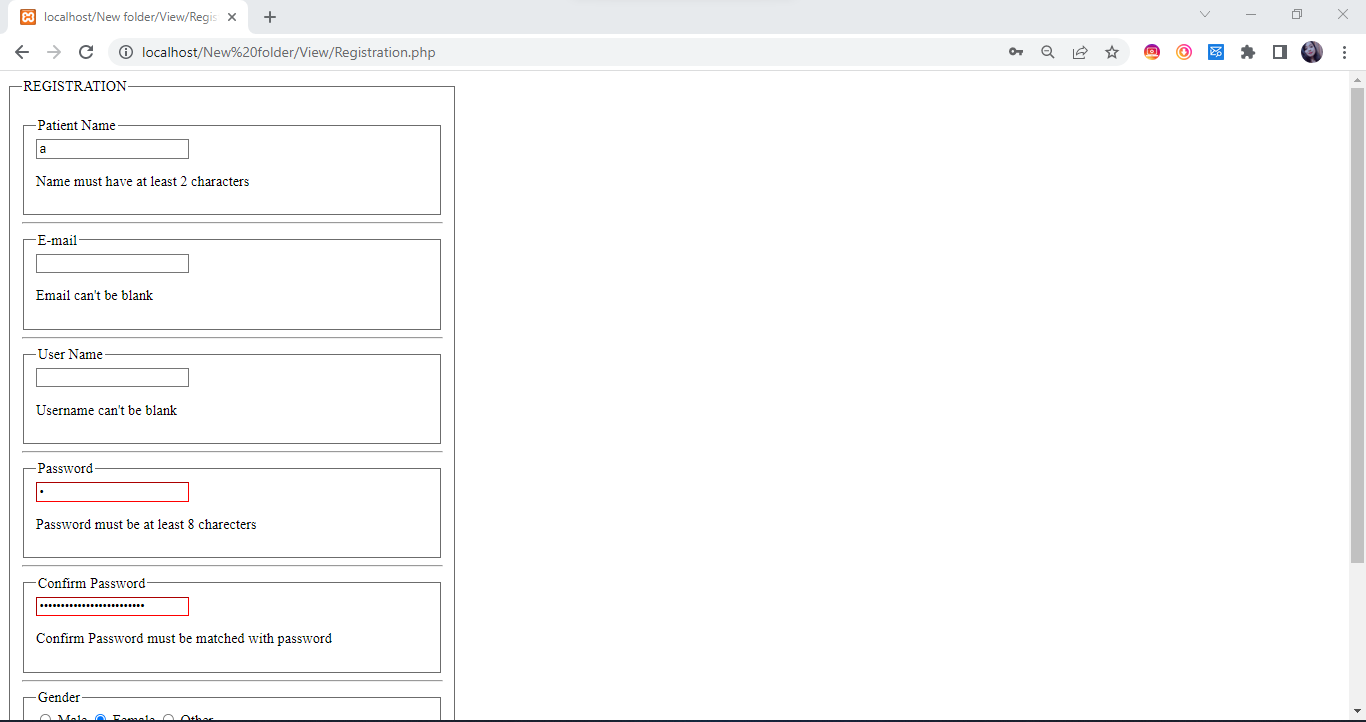 localhost/New folder/View/Regis
localhost/New%20folder/View/Registration.php
REGISTRATION
Patient Name
a
Name must have at least 2 characters
E-mail
Email can't be blank
User Name
Username can't be blank
Password
•
Password must be at least 8 charecters
Confirm Password
•••••••••••••••••••••••••
Confirm Password must be matched with password
Gender
Male Female Other